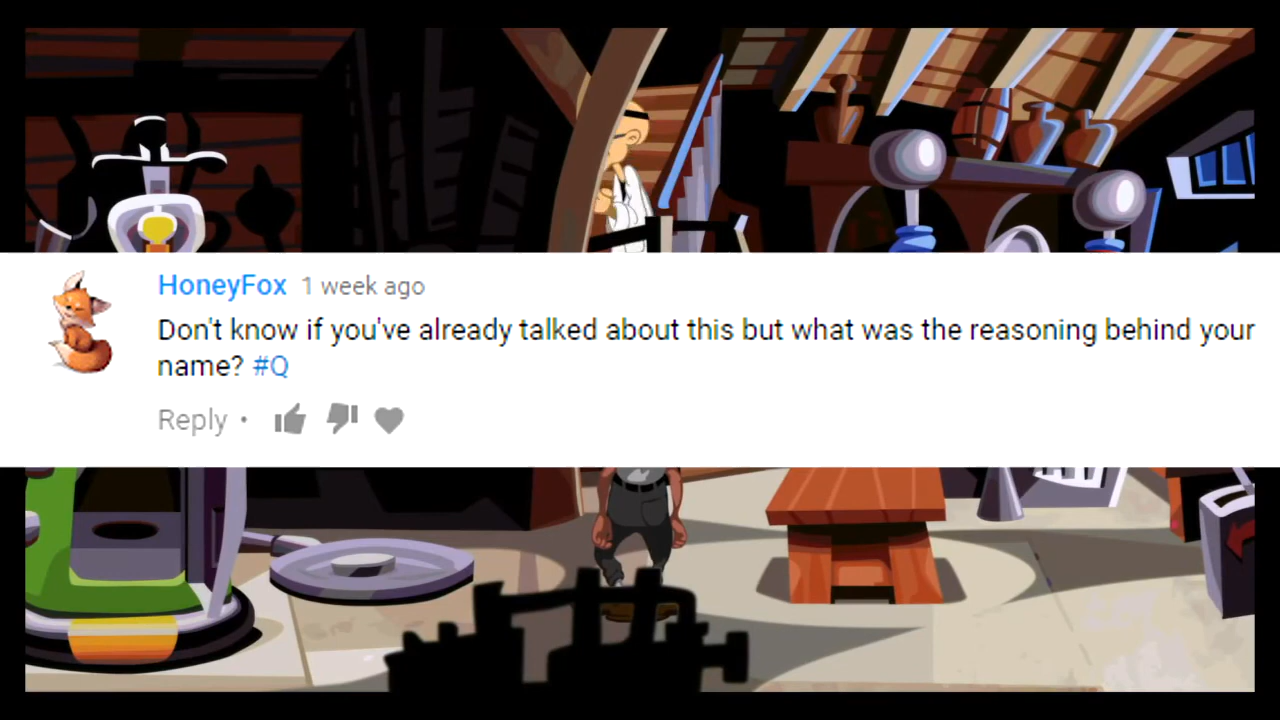 HoneyFox 1 week ago
Don't know if you've already talked about this but what was the reasoning behind your
name? #Q
Reply •